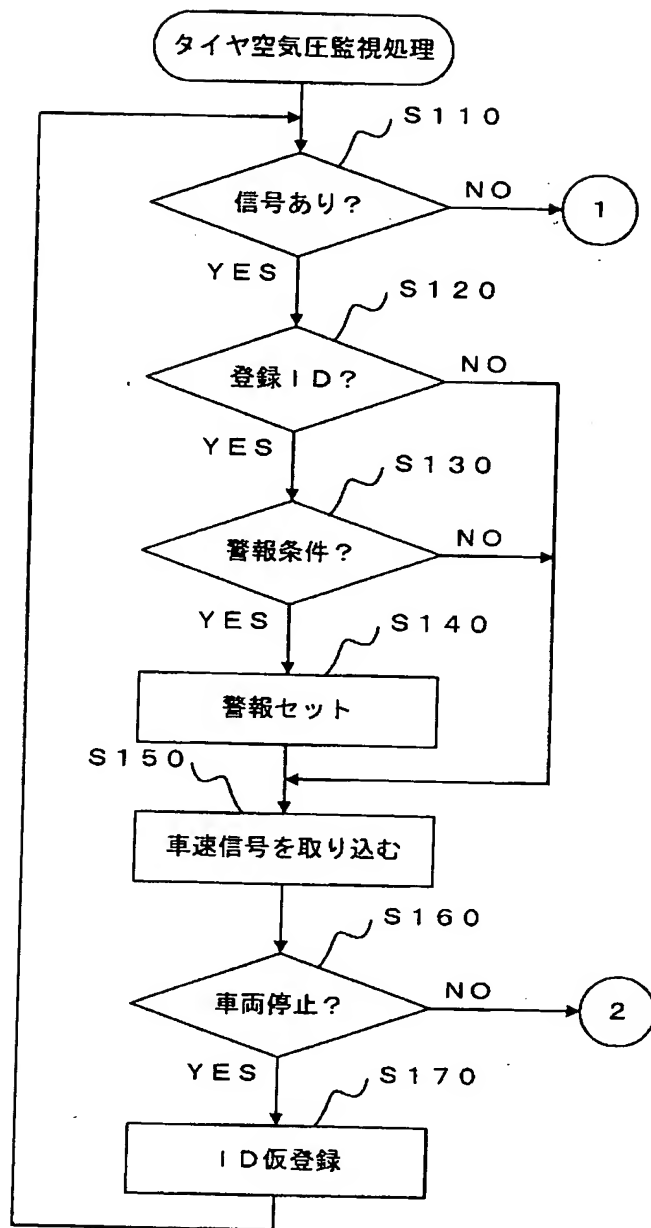 タイヤ空気圧監視処理
S110
信号あり?
NO
1
YES
S120
登録ID?
NO
YES
S130
警報条件?
NO
YES
S140
警報セット
S150
車速信号を取り込む
S160
車両停止?
NO
2
YES
S170
ID仮登録